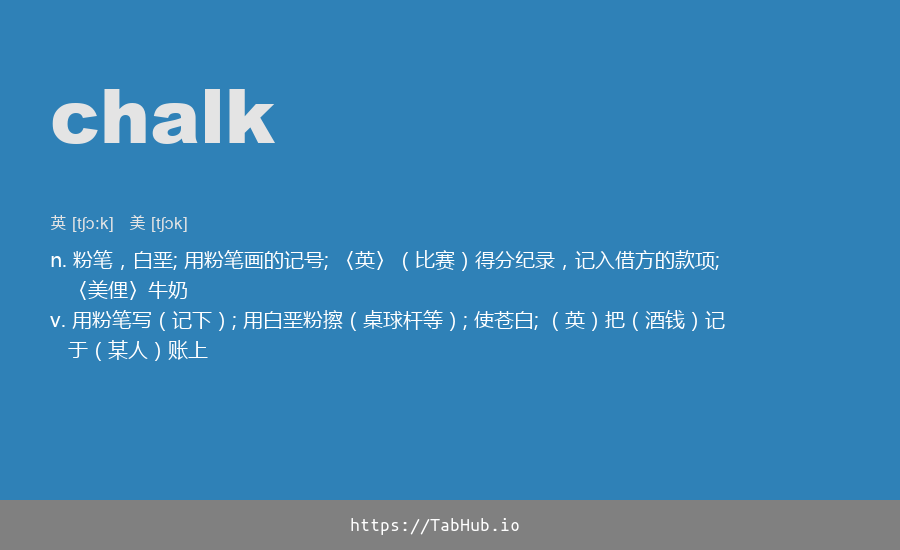 chalk
英 [tʃɔ:k] 美 [tʃɔk]
n. 粉笔，白垩; 用粉笔画的记号; 〈英〉（比赛）得分纪录，记入借方的款项;
〈美俚〉牛奶
v. 用粉笔写（记下）; 用白垩粉擦（桌球杆等）; 使苍白; （英）把（酒钱）记
于（某人）账上
https://TabHub.io